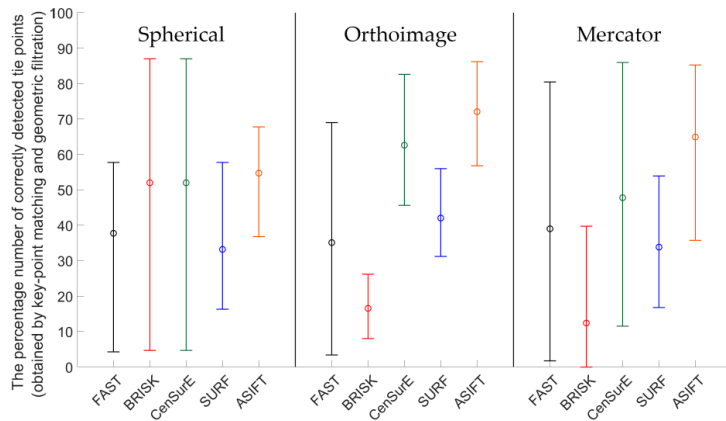 The percentage number of correctly detected tie points
(obtained by key-point matching and geometric filtration)
100
90
80
70
60
50
40
30
20
10
0
Spherical
Orthoimage
Mercator
FAST
BRISK
CenSurE
SURF
ASIFT
FAST
BRISK
CenSurE
SURF
ASIFT
FAST
BRISK
CenSurE
SURF
ASIFT